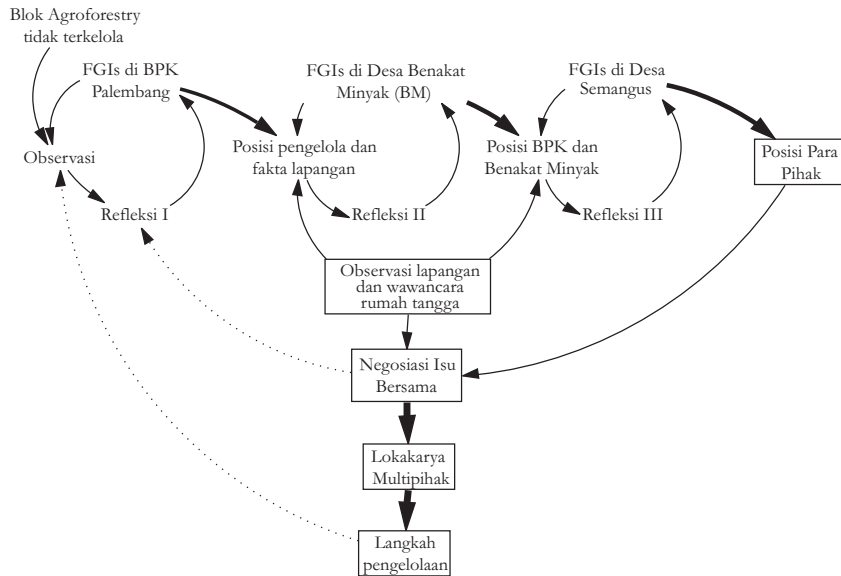 Blok Agroforestry
tidak terkelola
FGIs di BPK
Palembang
FGIs di Desa Benakat
Minyak (BM)
FGIs di Desa
Semangus
Observasi
Posisi pengelola dan
fakta lapangan
Posisi BPK dan
Benakat Minyak
Posisi Para
Pihak
Refleksi I
Refleksi II
Refleksi III
Observasi lapangan
dan wawancara
rumah tangga
Negosiasi Isu
Bersama
Lokakarya
Multipihak
Langkah
pengelolaan